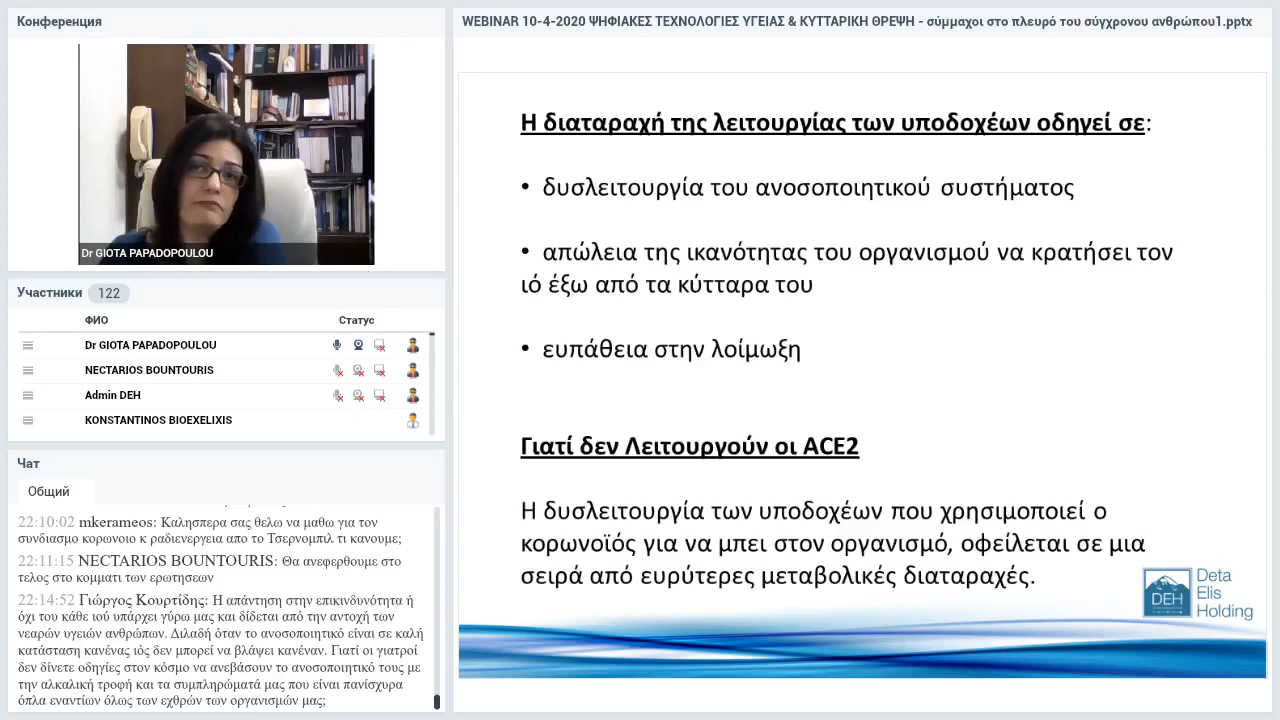 Конференция
Dr GIOTA PAPADOPOULOU
Участники 122
ФИО Статус
Dr GIOTA PAPADOPOULOU
NECTARIOS BOUNTOURIS
Admin DEH
KONSTANTINOS BIOEXELIXIS
Чат
Общий
22:10:02 mkerameos: Καλησπερα σας θελω να μαθω για τον
συνδιασμο κορωνοιο κ ραδιενεργεια απο το Τσερνομπιλ τι κανουμε;
22:11:15 NECTARIOS BOUNTOURIS: Θα ανεφερθουμε στο
τελος στο κομματι των ερωτησεων
22:14:52 Γιώργος Κουρτίδης: Η απάντηση στην επικινδυνότητα ή
όχι του κάθε ιού υπάρχει γύρο μας και δίδεται από την αντοχή των
νεαρών υγειών ανθρώπων. Διλαδή όταν το ανοσοποιητικό είναι σε καλή
κατάσταση κανένας ιός δεν μπορεί να βλάψει κανέναν. Γιατί οι γιατροί
δεν δίνετε οδηγίες στον κόσμο να ανεβάσουν το ανοσοποιητικό τους με
την αλκαλική τροφή και τα συμπληρώματά μας που είναι πανίσχυρα
όπλα εναντίων όλως των εχθρών των οργανισμών μας;
WEBINAR 10-4-2020 ΨΗΦΙΑΚΕΣ ΤΕΧΝΟΛΟΓΙΕΣ ΥΓΕΙΑΣ & ΚΥΤΤΑΡΙΚΗ ΘΡΕΨΗ - σύμμαχοι στο πλευρό του σύγχρονου ανθρώπου1.pptx
Η διαταραχή της λειτουργίας των υποδοχέων οδηγεί σε:
• δυσλειτουργία του ανοσοποιητικού συστήματος
• απώλεια της ικανότητας του οργανισμού να κρατήσει τον
ιό έξω από τα κύτταρα του
• ευπάθεια στην λοίμωξη
Γιατί δεν Λειτουργούν οι ACE2
Η δυσλειτουργία των υποδοχέων που χρησιμοποιεί ο
κορωνοϊός για να μπει στον οργανισμό, οφείλεται σε μια
σειρά από ευρύτερες μεταβολικές διαταραχές.
DEH
Deta
Elis
Holding